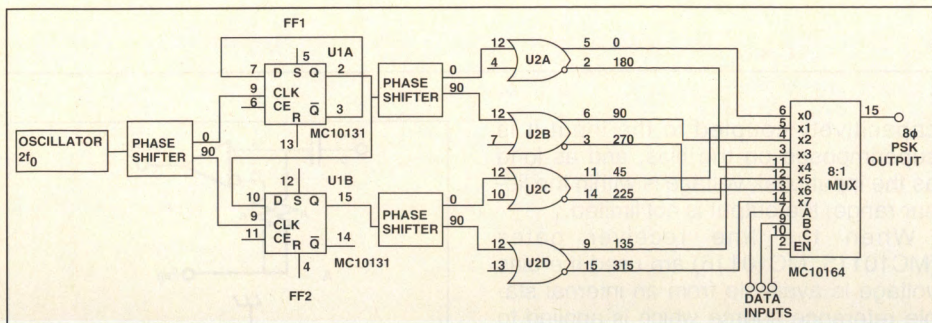 FF1
5
U1A
7
D S Q
2
9
CLK
6
CE
Q
3
R
13
MC10131
OSCILLATOR
2f0
PHASE
SHIFTER
0
90
12
U1B
10
D S Q
15
9
CLK
11
CE
R Q
14
4
MC10131
FF2
PHASE
SHIFTER
0
90
PHASE
SHIFTER
0
90
12
4
U2A
5 0
2 180
12
U2B
6 90
3 270
10
U2C
11 45
14 225
12
13
U2D
9 135
15 315
6 x0
5 x1
4 x2
3 x3
11 x4
12 x5
13 x6
14 x7
7 A
9 B
10 C
2 EN
8:1
MUX
MC10164
15
8ϕ
PSK
OUTPUT
DATA
INPUTS